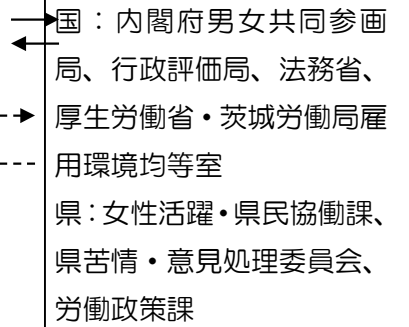 国：内閣府男女共同参画
局、行政評価局、法務省、
厚生労働省・茨城労働局雇
用環境均等室
県：女性活躍・県民協働課、
県苦情・意見処理委員会、
労働政策課